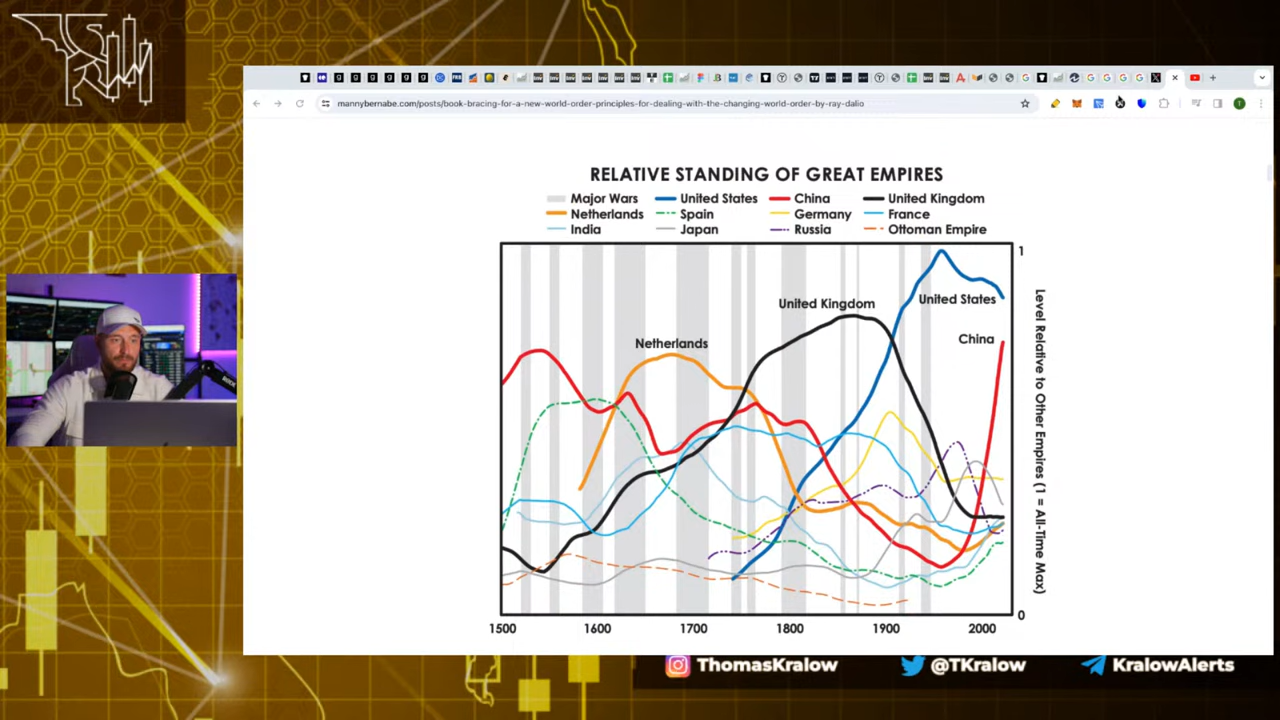 mannybernabe.com/posts/book-bracing-for-a-new-world-order-principles-for-dealing-with-the-changing-world-order-by-ray-dalio
RELATIVE STANDING OF GREAT EMPIRES
Major Wars United States China United Kingdom
Netherlands Spain Germany France
India Japan Russia Ottoman Empire
1
United Kingdom
United States
China
Netherlands
Level Relative to Other Empires (1 = All-Time Max)
0
1500 1600 1700 1800 1900 2000
ThomasKralow @TKralow KralowAlerts